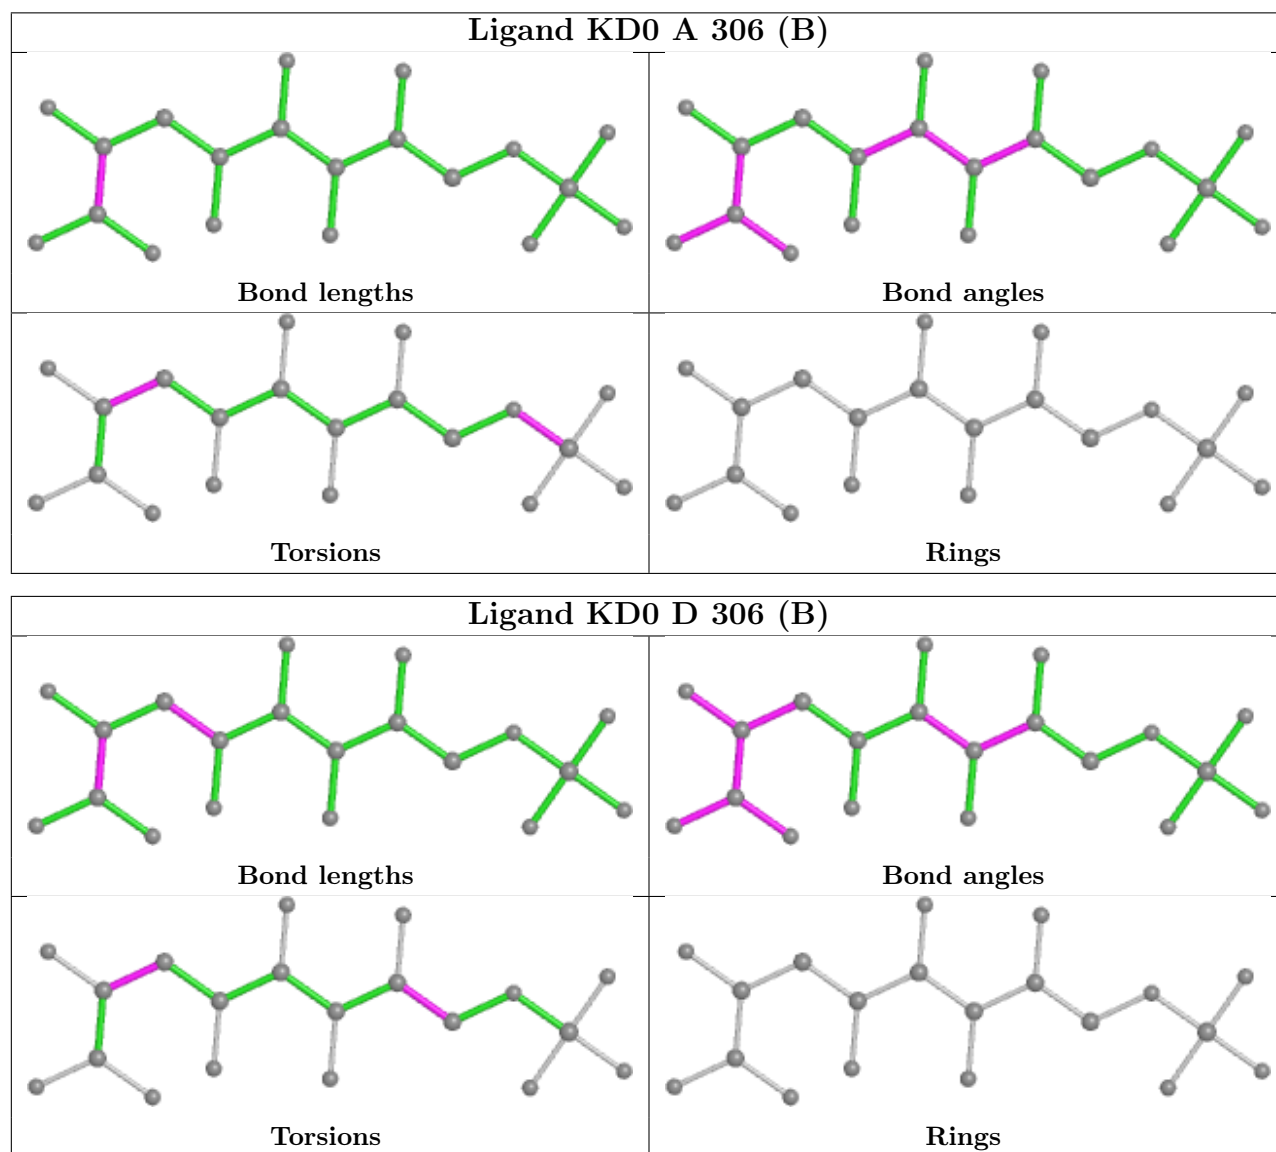 Ligand KD0 A 306 (B)
Bond lengths
Bond angles
Torsions
Rings
Ligand KD0 D 306 (B)
Bond lengths
Bond angles
Torsions
Rings